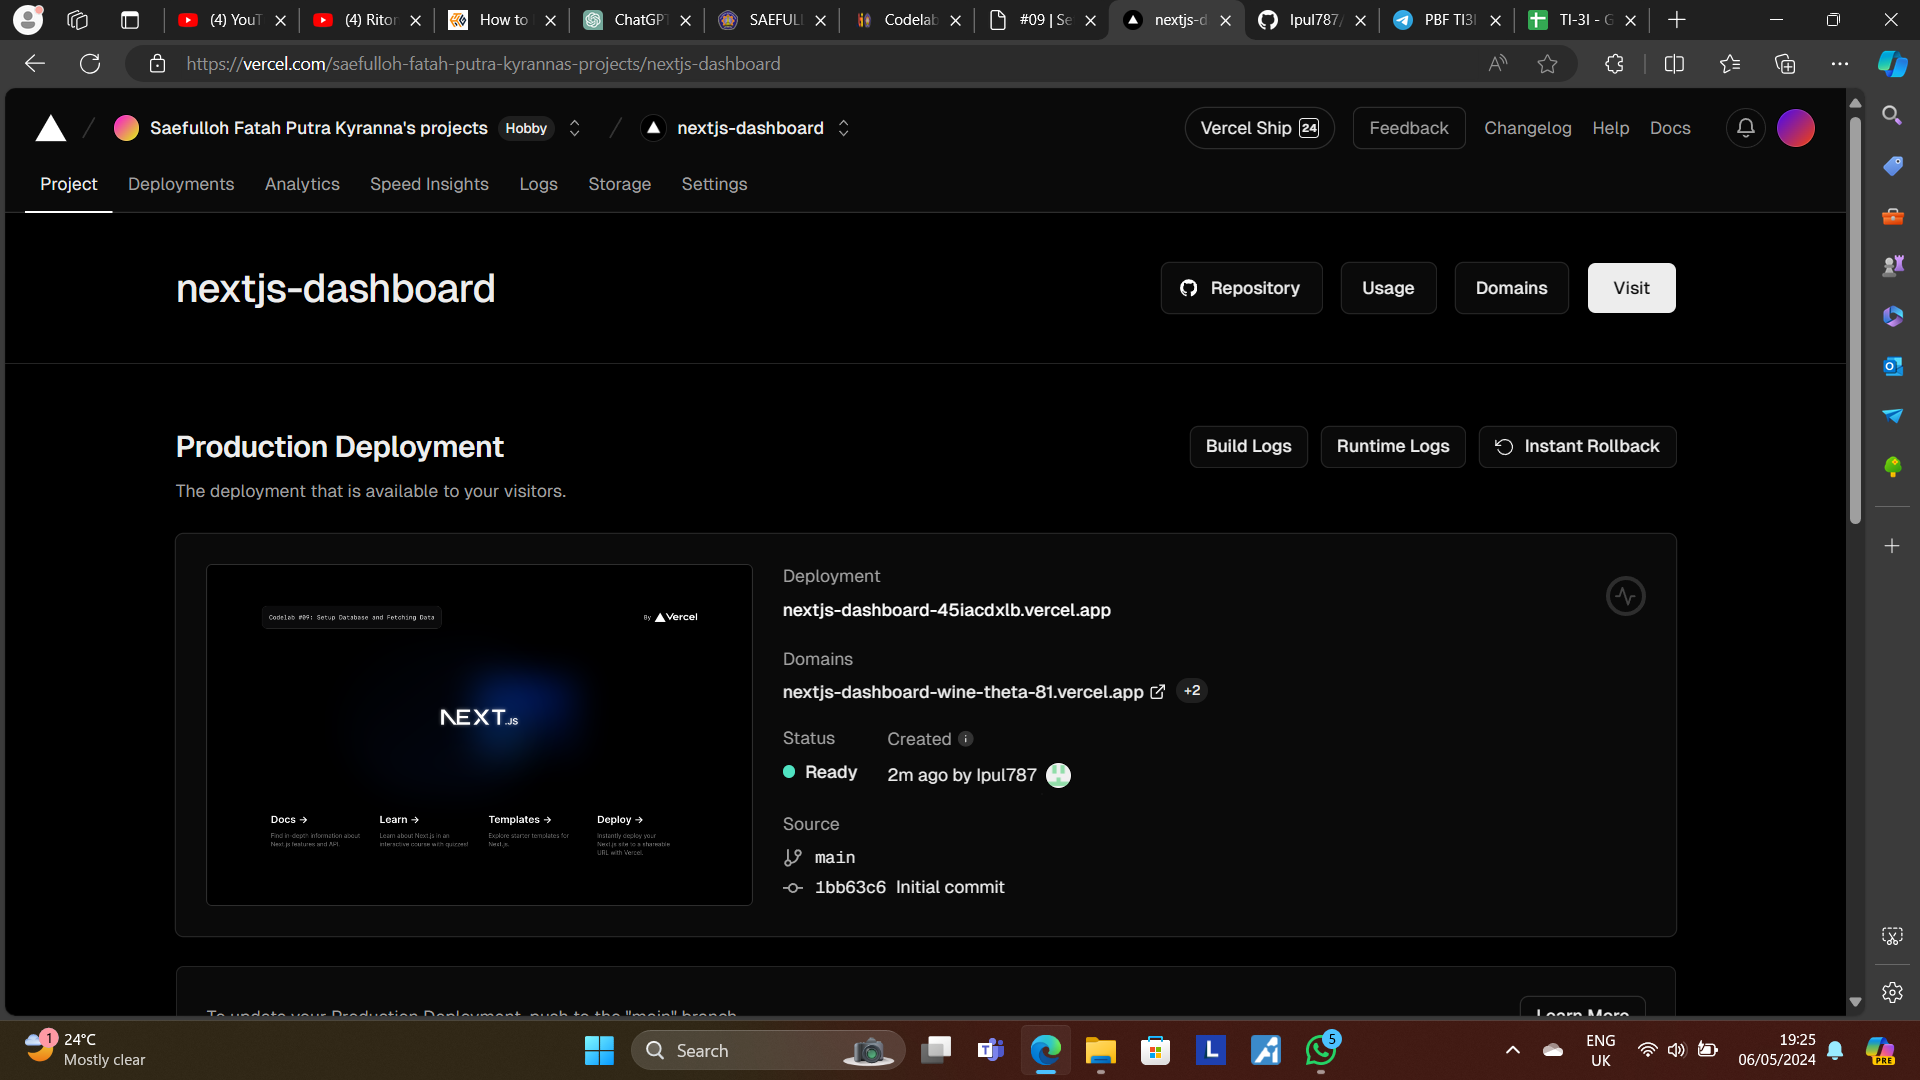 (4) YouT
(4) Riton
How to
ChatGPT
SAEFULL
Codelab
#09 | Se
nextjs-d
Ipul787/
PBF TI3I
TI-3I - G
https://vercel.com/saefulloh-fatah-putra-kyrannas-projects/nextjs-dashboard
Saefulloh Fatah Putra Kyranna's projects Hobby
nextjs-dashboard
Vercel Ship 24
Feedback
Changelog
Help
Docs
Project
Deployments
Analytics
Speed Insights
Logs
Storage
Settings
nextjs-dashboard
Repository
Usage
Domains
Visit
Production Deployment
The deployment that is available to your visitors.
Build Logs
Runtime Logs
Instant Rollback
Codelab #09: Setup Database and Fetching Data
By Vercel
NEXT.JS
Docs →
Find in-depth information about
Next.js features and API.
Learn →
Learn about Next.js in an
interactive course with quizzes!
Templates →
Explore starter templates for
Next.js.
Deploy →
Instantly deploy your
Next.js site to a shareable
URL with Vercel.
Deployment
nextjs-dashboard-45iacdxlb.vercel.app
Domains
nextjs-dashboard-wine-theta-81.vercel.app +2
Status
Ready
Created
2m ago by Ipul787
Source
main
1bb63c6 Initial commit
To update your Production Deployment, push to the "main" branch.
Learn More
1
24°C
Mostly clear
Search
5
ENG
UK
19:25
06/05/2024
PRE